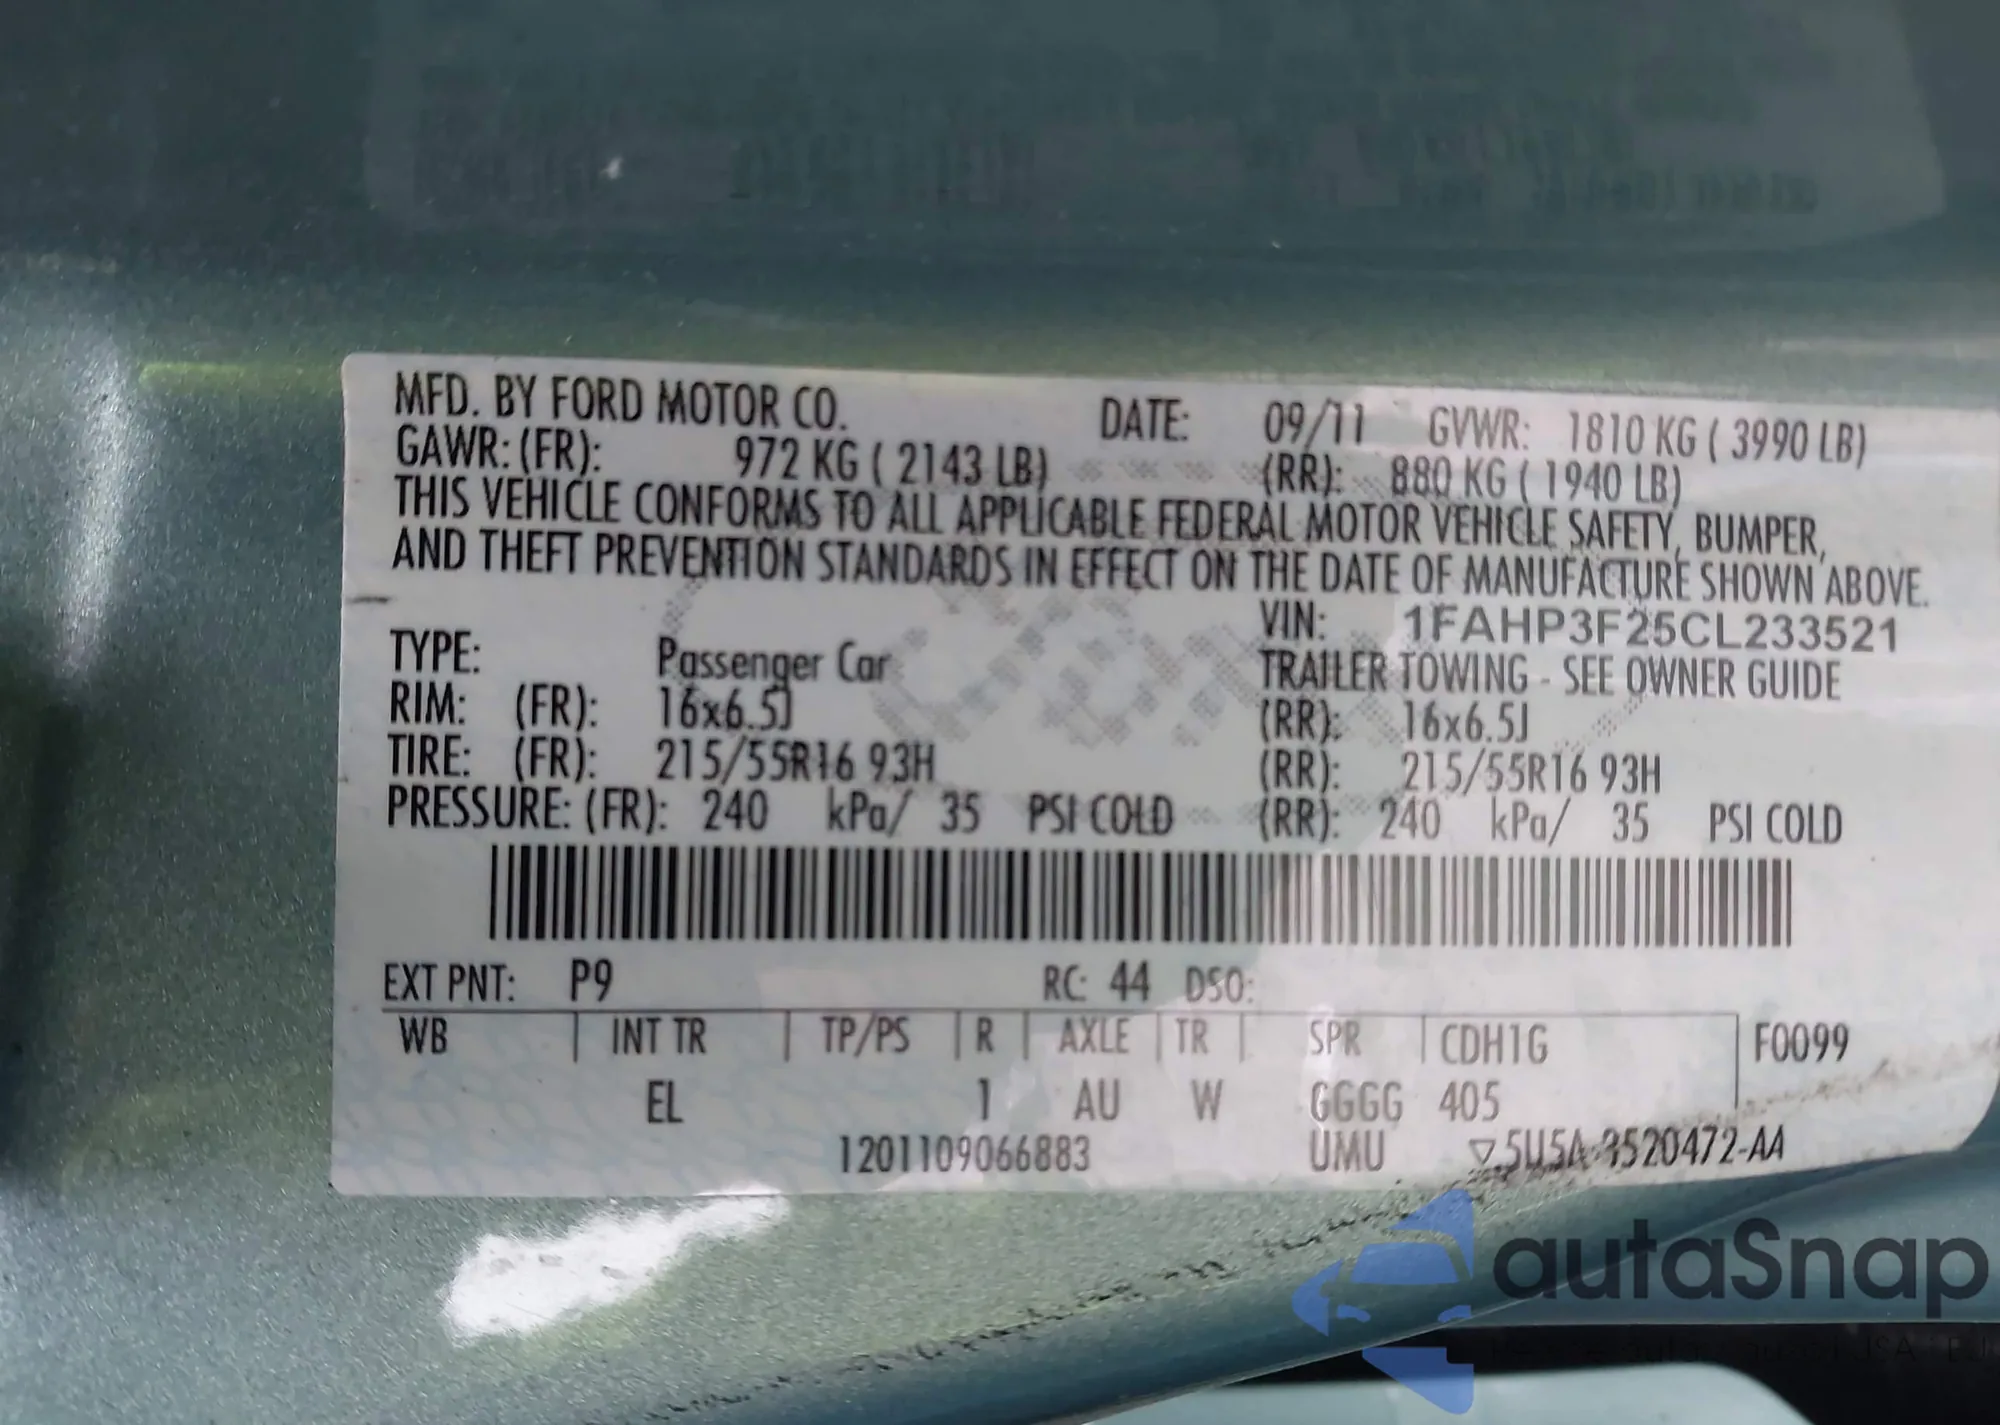 MFD. BY FORD MOTOR CO. DATE: 09/11 GVWR: 1810 KG ( 3990 LB)
GAWR: (FR): 972 KG ( 2143 LB) (RR): 880 KG ( 1940 LB)
THIS VEHICLE CONFORMS TO ALL APPLICABLE FEDERAL MOTOR VEHICLE SAFETY, BUMPER,
AND THEFT PREVENTION STANDARDS IN EFFECT ON THE DATE OF MANUFACTURE SHOWN ABOVE.
VIN: 1FAHP3F25CL233521
TYPE: Passenger Car TRAILER TOWING - SEE OWNER GUIDE
RIM: (FR): 16x6.5J (RR): 16x6.5J
TIRE: (FR): 215/55R16 93H (RR): 215/55R16 93H
PRESSURE: (FR): 240 kPa/ 35 PSI COLD (RR): 240 kPa/ 35 PSI COLD
EXT PNT: P9 RC: 44 DSO:
WB | INT TR | TP/PS | R | AXLE | TR | SPR | CDH1G F0099
EL 1 AU W GGGG 405
1201109066883 UMU ▽5U5A-3520472-AA
autaSnap